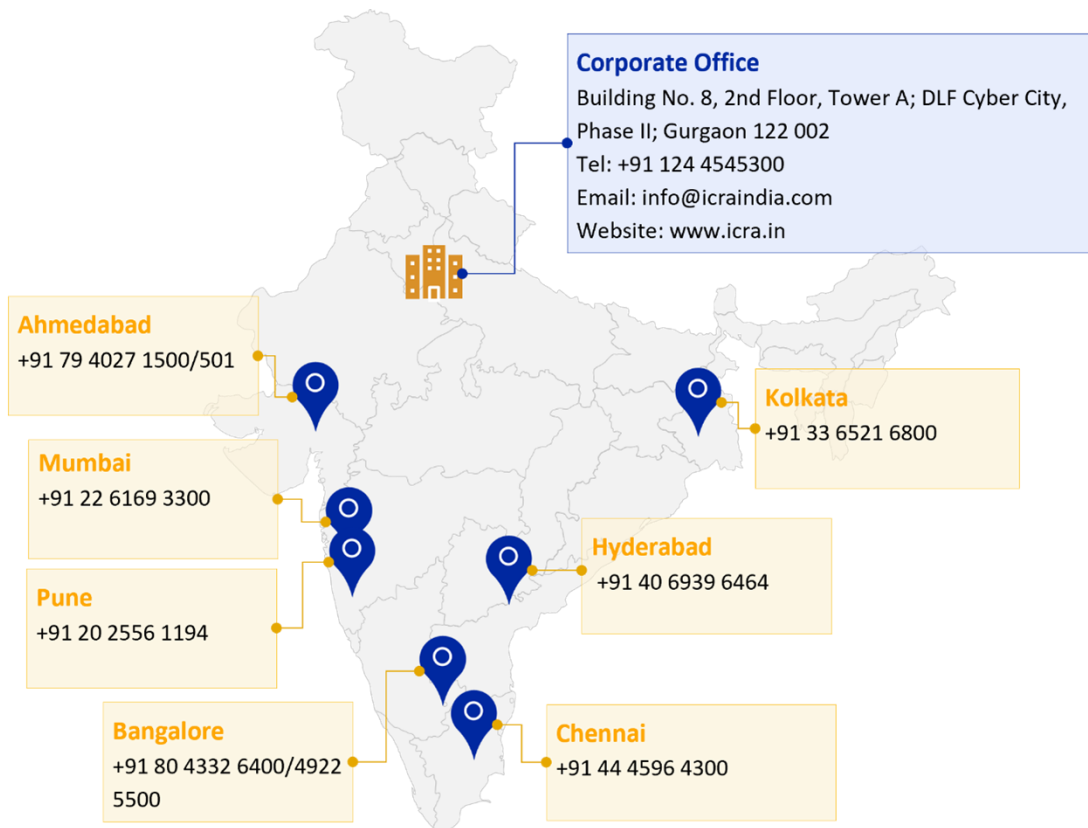 Corporate Office
Building No. 8, 2nd Floor, Tower A; DLF Cyber City,
Phase II; Gurgaon 122 002
Tel: +91 124 4545300
Email: info@icraindia.com
Website: www.icra.in
Ahmedabad
+91 79 4027 1500/501
Kolkata
+91 33 6521 6800
Mumbai
+91 22 6169 3300
Hyderabad
+91 40 6939 6464
Pune
+91 20 2556 1194
Bangalore
+91 80 4332 6400/4922
5500
Chennai
+91 44 4596 4300